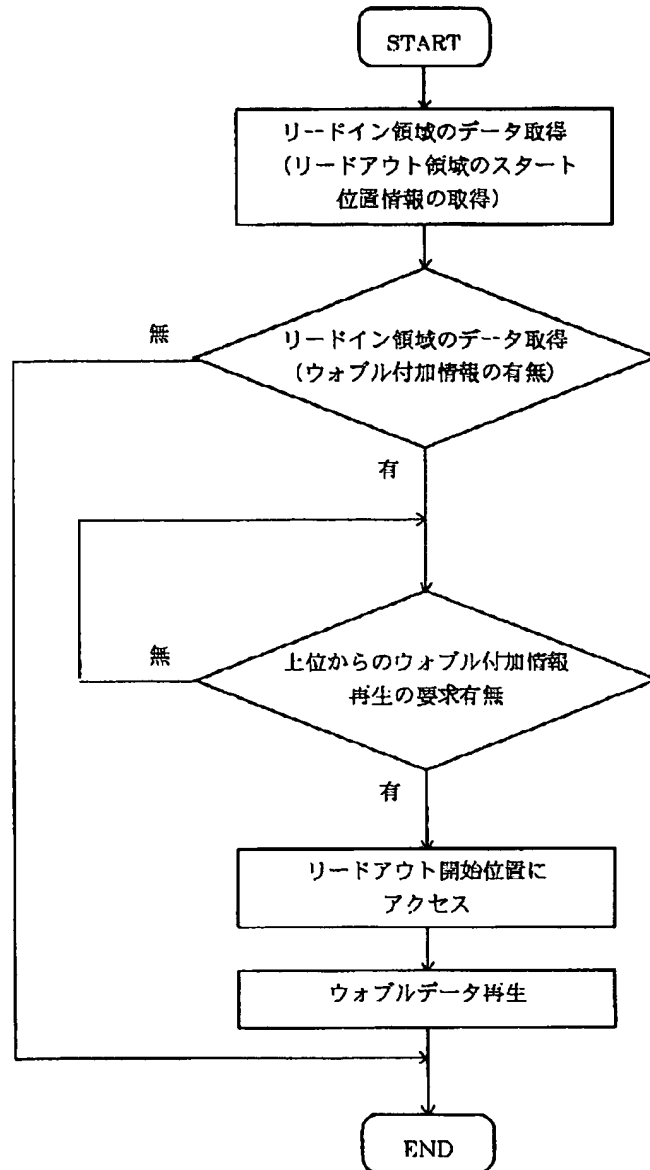 START
リードイン領域のデータ取得
(リードアウト領域のスタート
位置情報の取得)
無
リードイン領域のデータ取得
(ウォブル付加情報の有無)
有
無
上位からのウォブル付加情報
再生の要求有無
有
リードアウト開始位置に
アクセス
ウォブルデータ再生
END